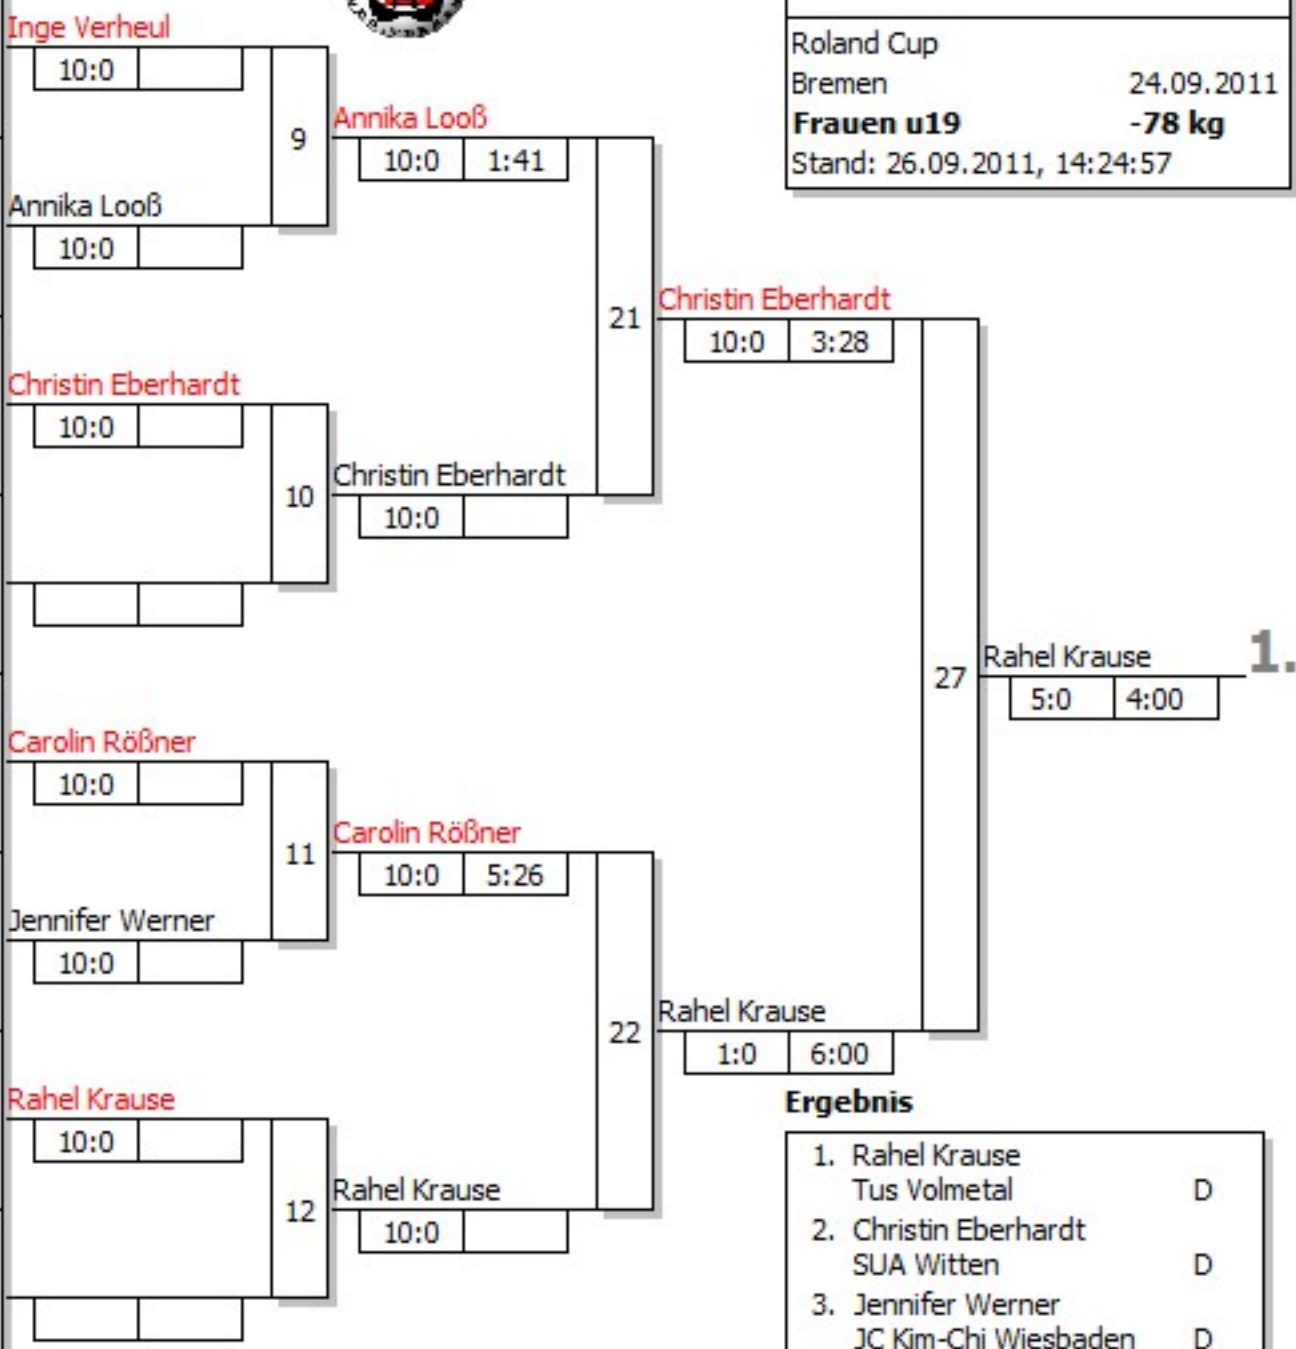 Inge Verheul
10:0
9
Annika Looß
10:0
Annika Looß
10:0 1:41
21
Christin Eberhardt
10:0
10
Christin Eberhardt
10:0
Christin Eberhardt
10:0 3:28
27
Carolin Rößner
10:0
11
Jennifer Werner
10:0
Carolin Rößner
10:0 5:26
22
Rahel Krause
10:0
12
Rahel Krause
10:0
Rahel Krause
1:0 6:00
Rahel Krause
5:0 4:00
1.
Roland Cup
Bremen 24.09.2011
Frauen u19 -78 kg
Stand: 26.09.2011, 14:24:57
Ergebnis
1. Rahel Krause
Tus Volmetal D
2. Christin Eberhardt
SUA Witten D
3. Jennifer Werner
JC Kim-Chi Wiesbaden D